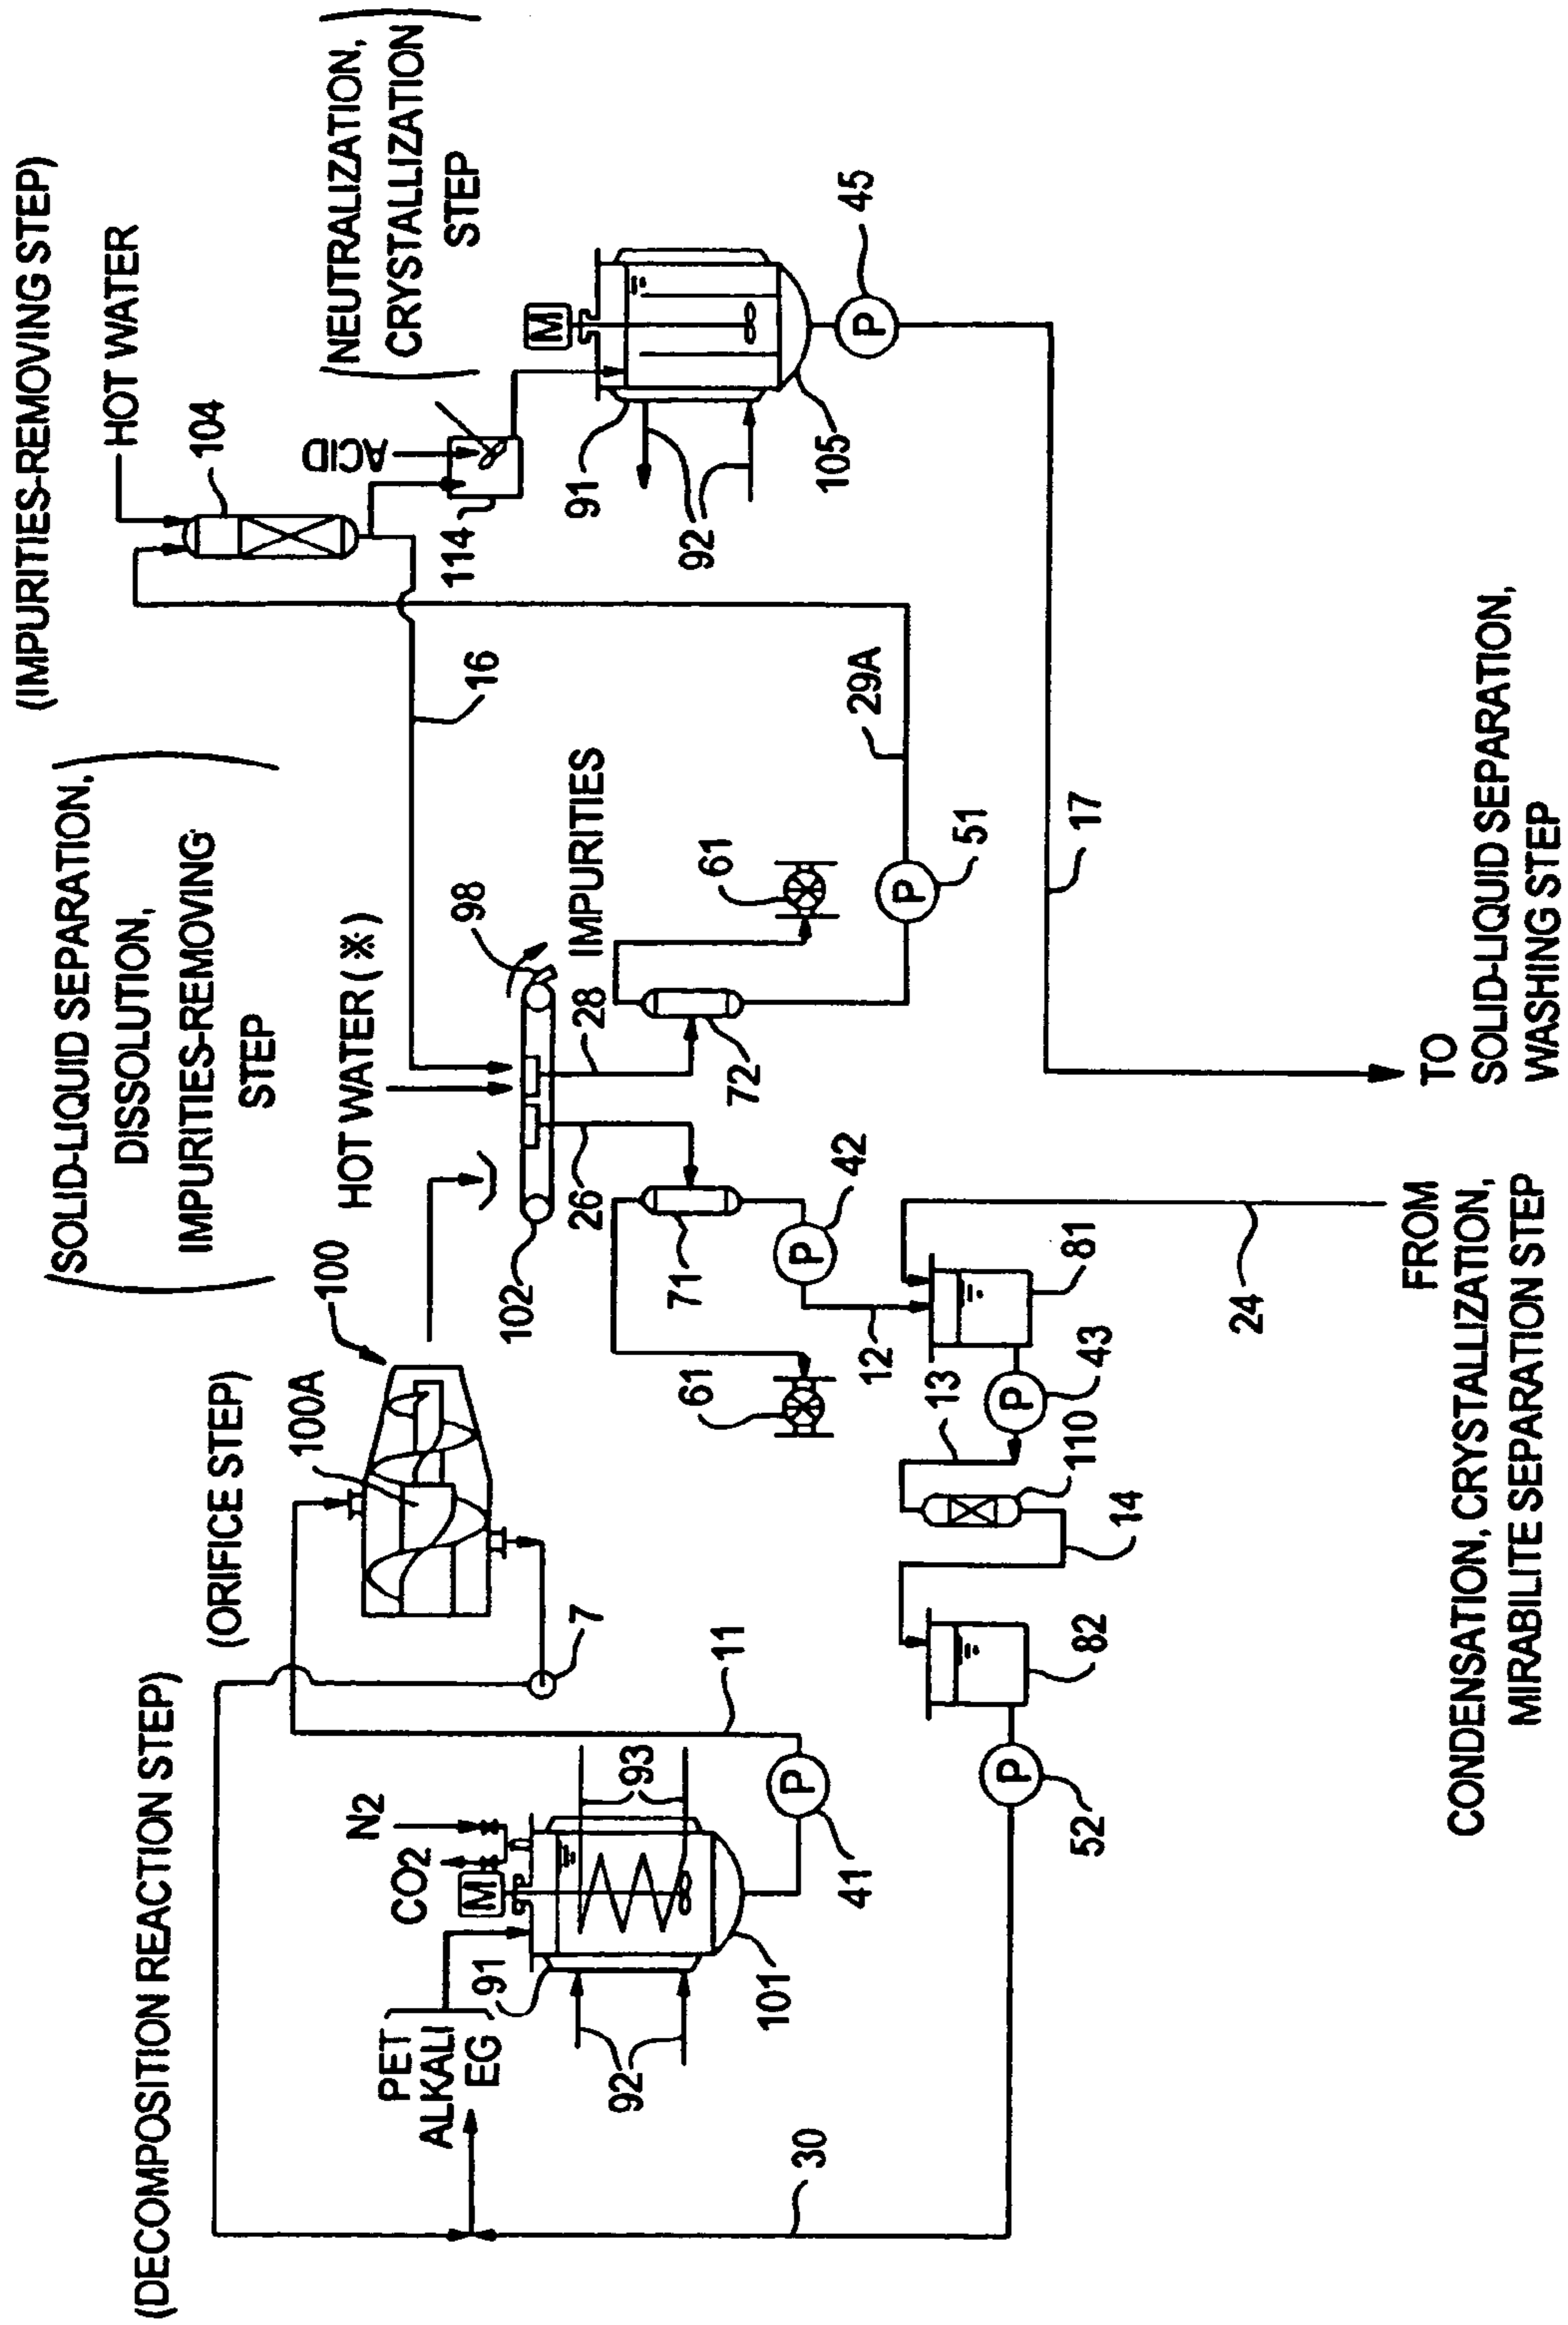 (DECOMPOSITION REACTION STEP)
(ORIFICE STEP)
SOLID-LIQUID SEPARATION,
DISSOLUTION,
IMPURITIES-REMOVING
STEP
(IMPURITIES-REMOVING STEP)
NEUTRALIZATION,
CRYSTALLIZATION
STEP
PET
ALKALI
EG
CO2
N2
M
91
92
93
101
P
41
11
7
100A
100
HOT WATER (※)
102
98
IMPURITIES
26
28
71
72
61
61
P
42
12
81
P
43
13
110
14
82
P
52
30
24
FROM
CONDENSATION, CRYSTALLIZATION,
MIRABILITE SEPARATION STEP
P
51
29A
16
HOT WATER
104
ACID
114
M
91
92
105
P
45
17
TO
SOLID-LIQUID SEPARATION,
WASHING STEP